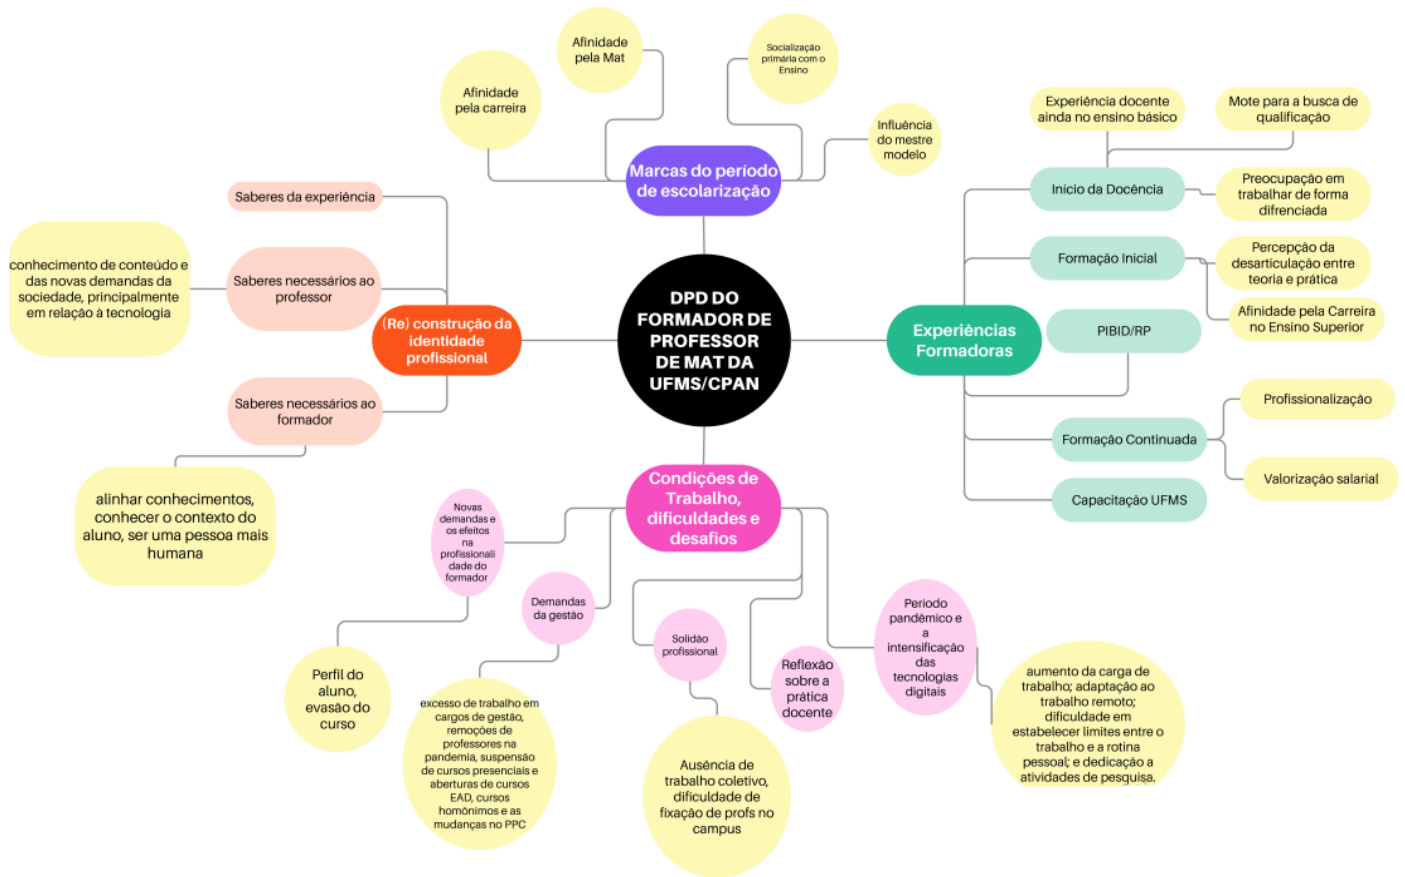 Afinidade
pela Mat
Socialização
primária com o
Ensino
Afinidade
pela carreira
Influência
do mestre
modelo
Marcas do período
de escolarização
Experiência docente
ainda no ensino básico
Mote para a busca de
qualificação
Início da Docência
Preocupação em
trabalhar de forma
difrenciada
Formação Inicial
Percepção da
desarticulação entre
teoria e prática
Afinidade pela Carreira
no Ensino Superior
PIBID/RP
Experiências
Formadoras
Formação Continuada
Profissionalização
Valorização salarial
Capacitação UFMS
DPD DO
FORMADOR DE
PROFESSOR
DE MAT DA
UFMS/CPAN
Saberes da experiência
conhecimento de conteúdo e
das novas demandas da
sociedade, principalmente
em relação à tecnologia
Saberes necessários ao
professor
(Re) construção da
identidade
profissional
Saberes necessários ao
formador
alinhar conhecimentos,
conhecer o contexto do
aluno, ser uma pessoa mais
humana
Condições de
Trabalho,
dificuldades e
desafios
Novas
demandas e
os efeitos
na
profissionali
dade do
formador
Perfil do
aluno,
evasão do
curso
Demandas
da gestão
excesso de trabalho em
cargos de gestão,
remoções de
professores na
pandemia, suspensão
de cursos presenciais e
aberturas de cursos
EAD, cursos
homônimos e as
mudanças no PPC
Solidão
profissional
Ausência de
trabalho coletivo,
dificuldade de
fixação de profs no
campus
Reflexão
sobre a
prática
docente
Período
pandêmico e
a
intensificação
das
tecnologias
digitais
aumento da carga de
trabalho; adaptação ao
trabalho remoto;
dificuldade em
estabelecer limites entre o
trabalho e a rotina
pessoal; e dedicação a
atividades de pesquisa.